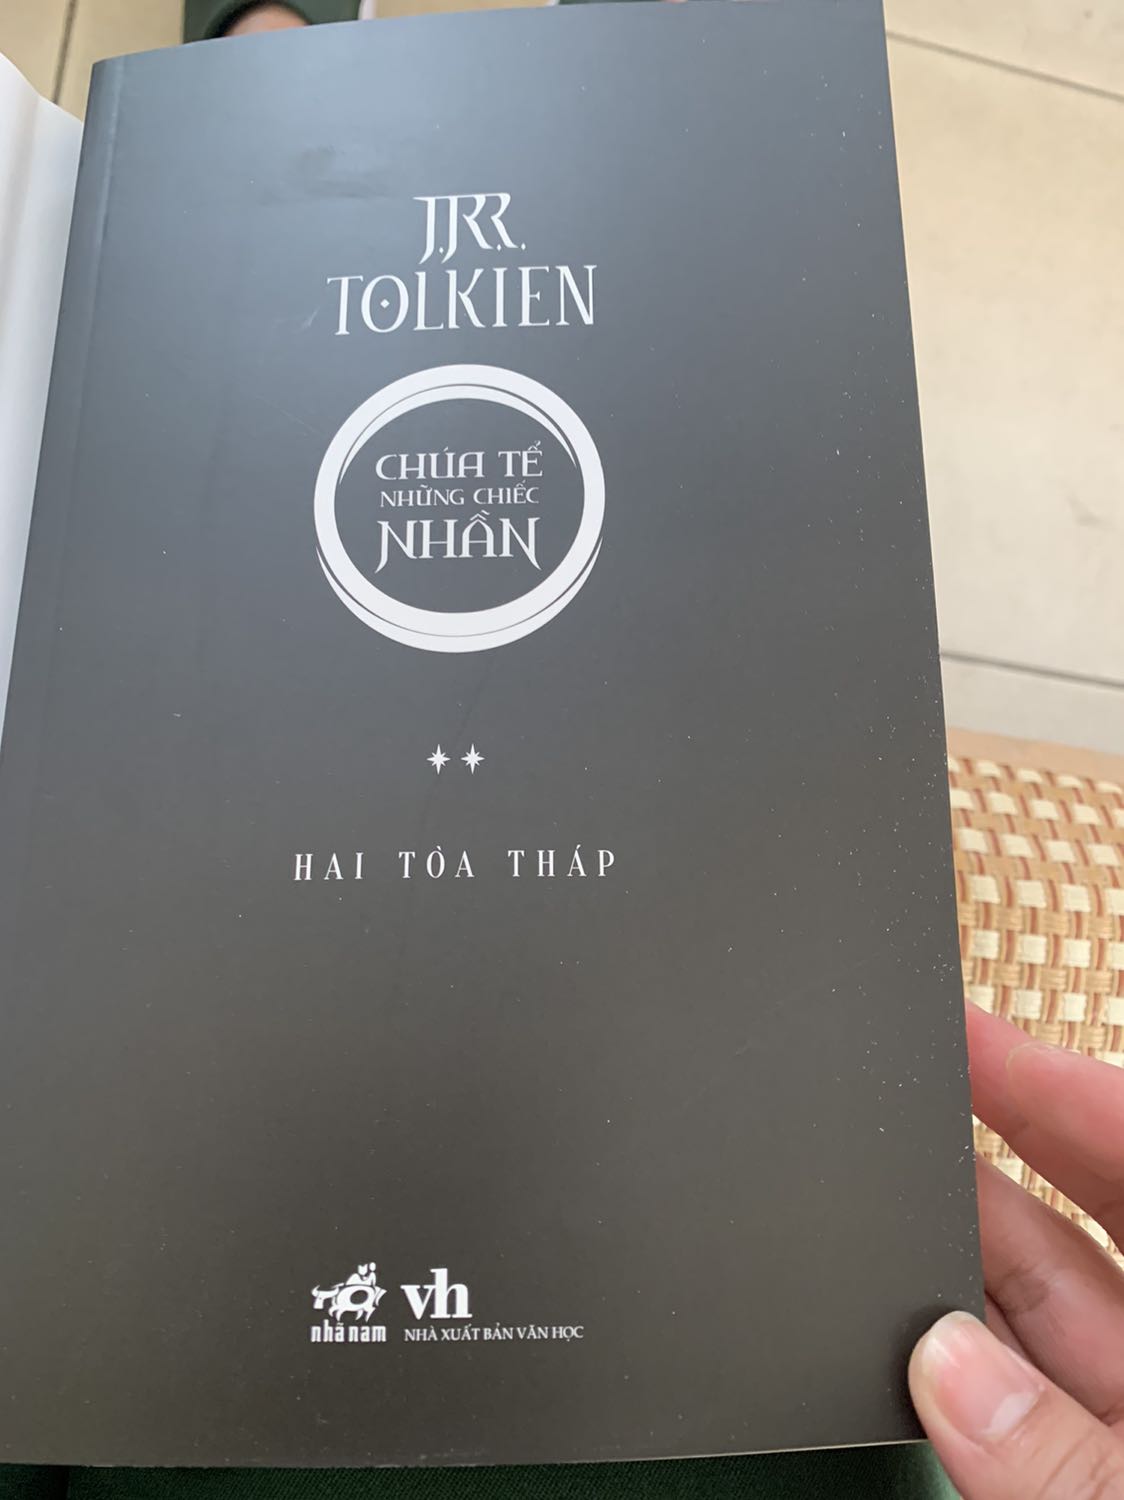 J.R.R.
TOLKIEN
CHÚA TỂ
NHỮNG CHIẾC
NHẪN
HAI TÒA THÁP
nhã nam
vh
NHÀ XUẤT BẢN VĂN HỌC